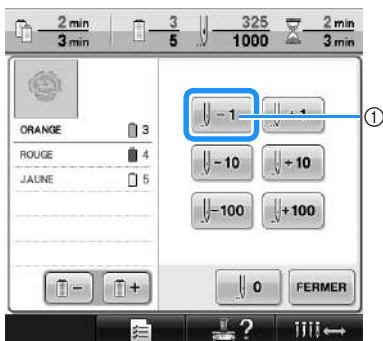 2 min
3 min
3
5
325
1000
2 min
3 min
ORANGE 3
ROUGE 4
JAUNE 5
-1
+1
①
-10
+10
-100
+100
-
+
0
FERMER
?